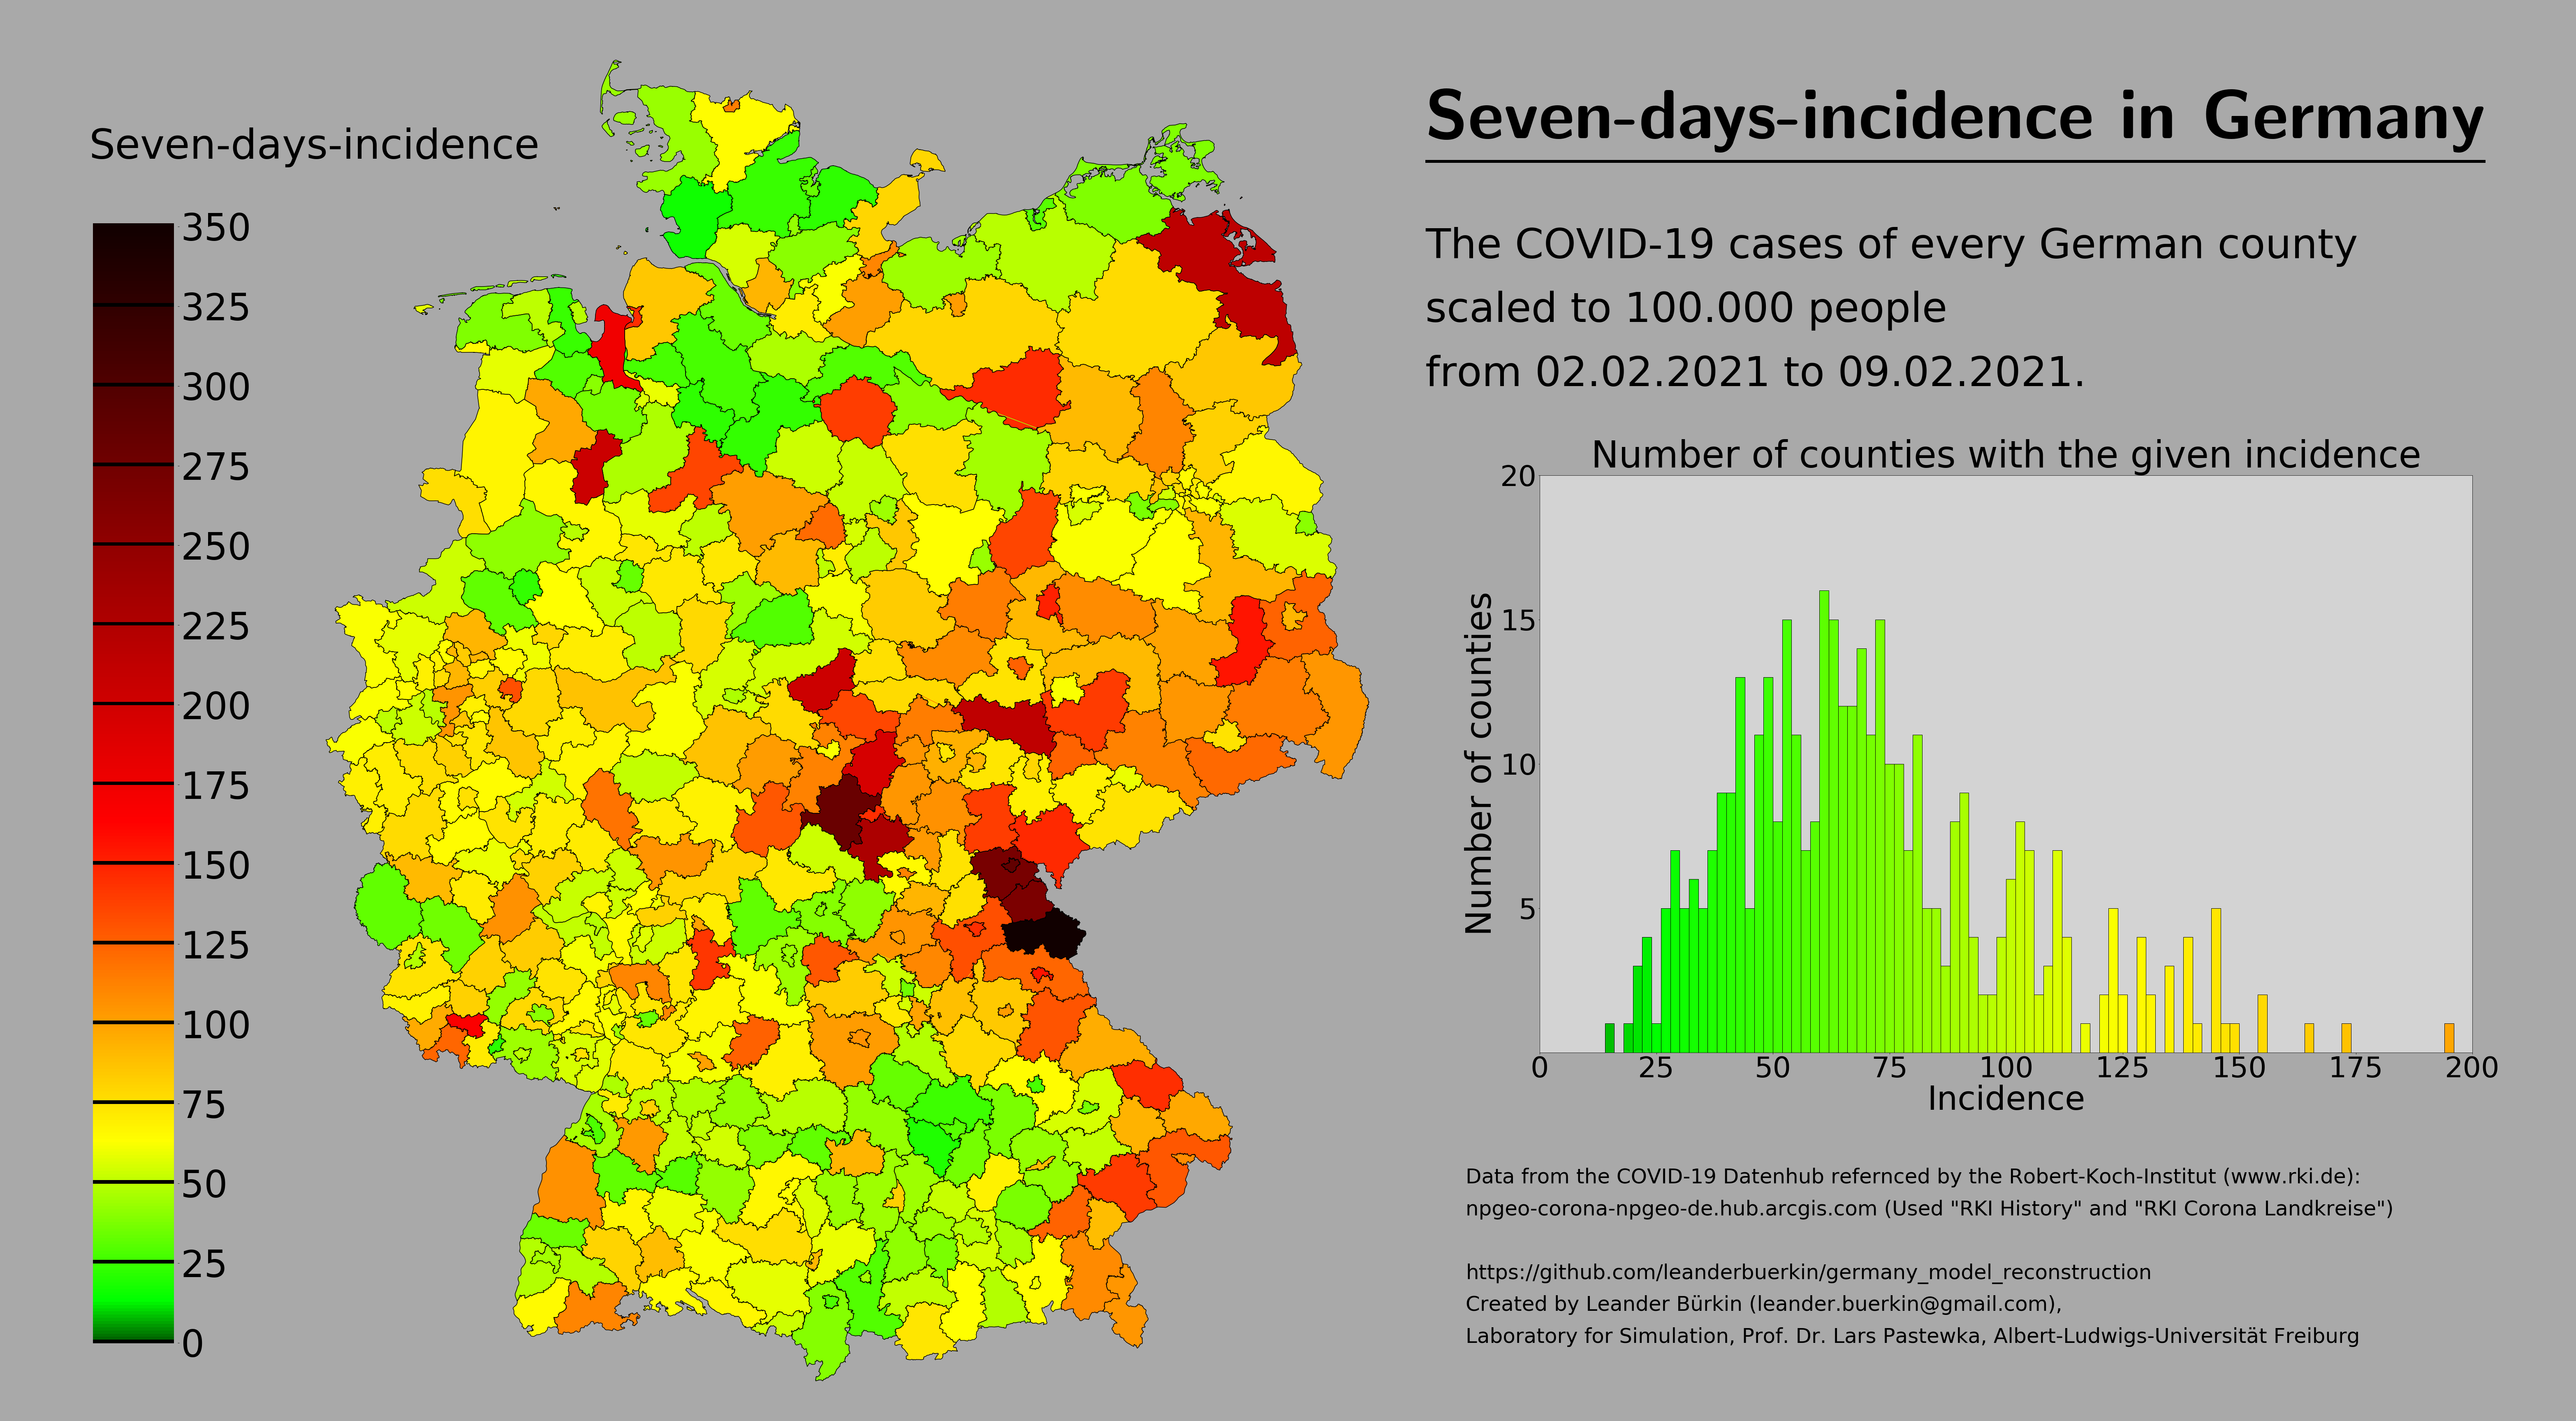 Seven-days-incidence in Germany
Seven-days-incidence
350
325
300
275
250
225
200
175
150
125
100
75
50
25
0
The COVID-19 cases of every German county
scaled to 100.000 people
from 02.02.2021 to 09.02.2021.
Number of counties with the given incidence
20
15
10
5
Number of counties
0 25 50 75 100 125 150 175 200
Incidence
Data from the COVID-19 Datenhub refernced by the Robert-Koch-Institut (www.rki.de):
npgeo-corona-npgeo-de.hub.arcgis.com (Used "RKI History" and "RKI Corona Landkreise")
https://github.com/leanderbuerkin/germany_model_reconstruction
Created by Leander Bürkin (leander.buerkin@gmail.com),
Laboratory for Simulation, Prof. Dr. Lars Pastewka, Albert-Ludwigs-Universität Freiburg